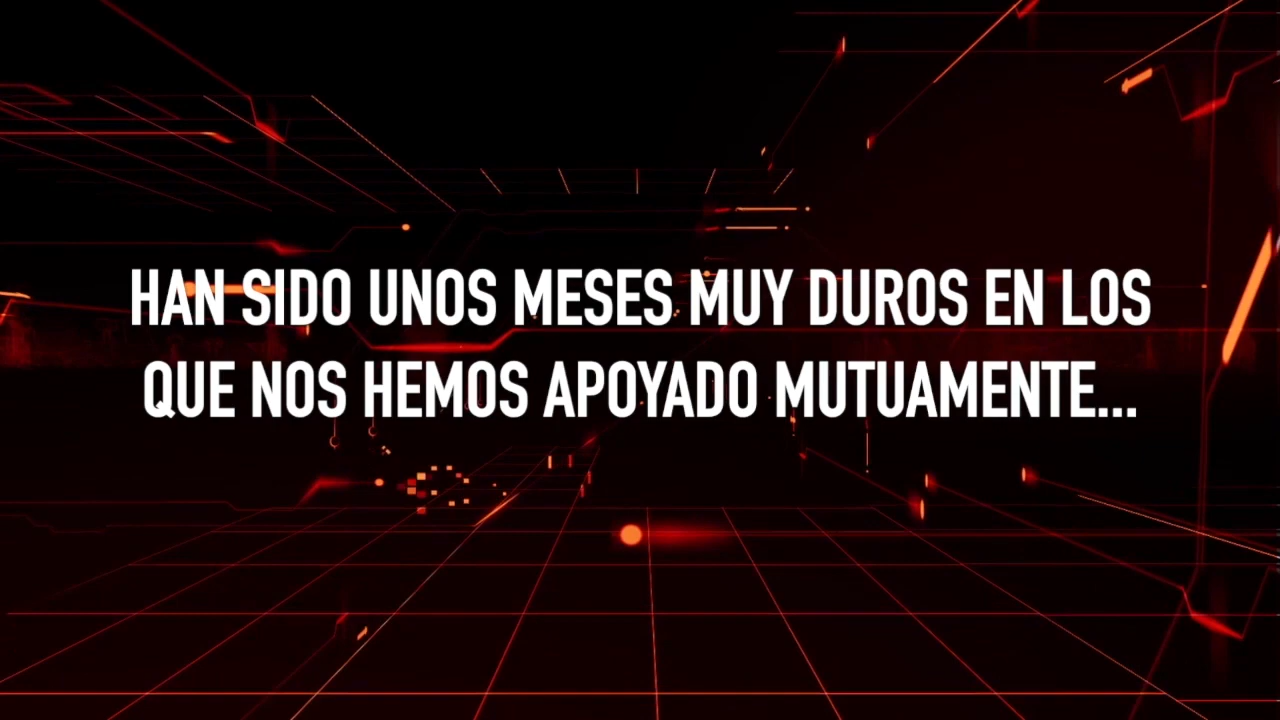 HAN SIDO UNOS MESES MUY DUROS EN LOS
QUE NOS HEMOS APOYADO MUTUAMENTE...